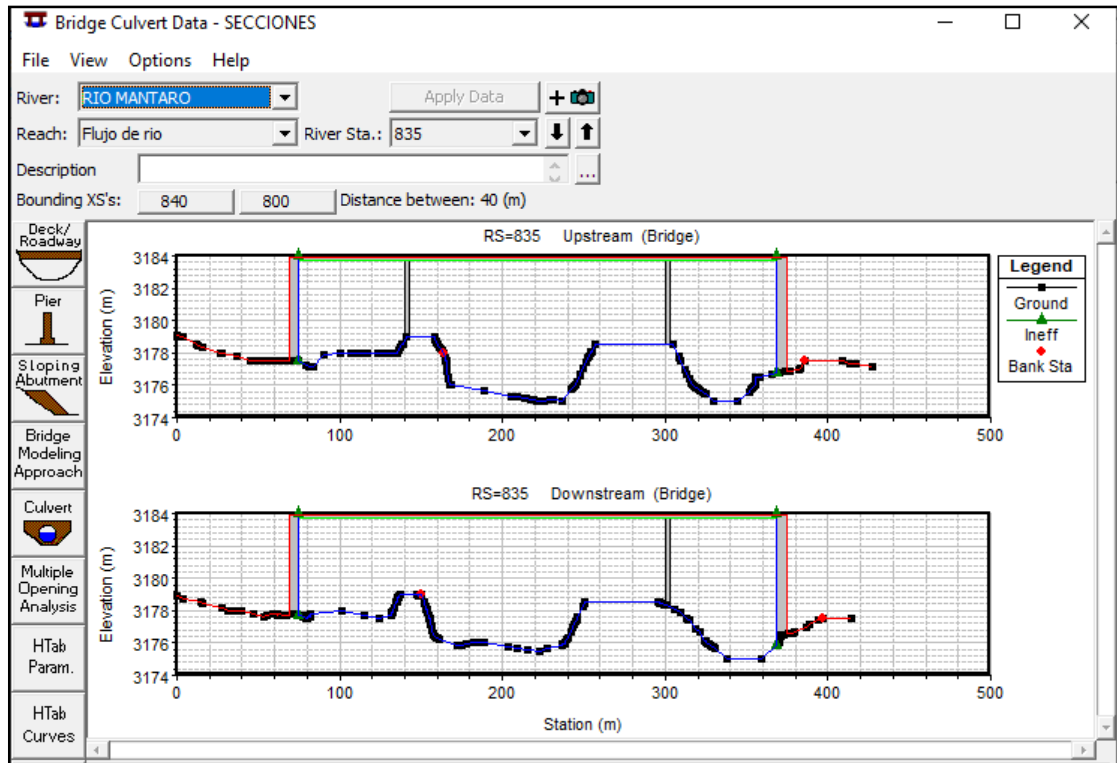 Bridge Culvert Data - SECCIONES
File View Options Help
River: RIO MANTARO Apply Data +
Reach: Flujo de rio River Sta.: 835
Description ...
Bounding XS's: 840 800 Distance between: 40 (m)
Deck/
Roadway
Pier
Sloping
Abutment
Bridge
Modeling
Approach
Culvert
Multiple
Opening
Analysis
HTab
Param.
HTab
Curves
RS=835 Upstream (Bridge)
Elevation (m)
3184
3182
3180
3178
3176
3174
0 100 200 300 400 500
Legend
Ground
Ineff
Bank Sta
RS=835 Downstream (Bridge)
Elevation (m)
3184
3182
3180
3178
3176
3174
0 100 200 300 400 500
Station (m)